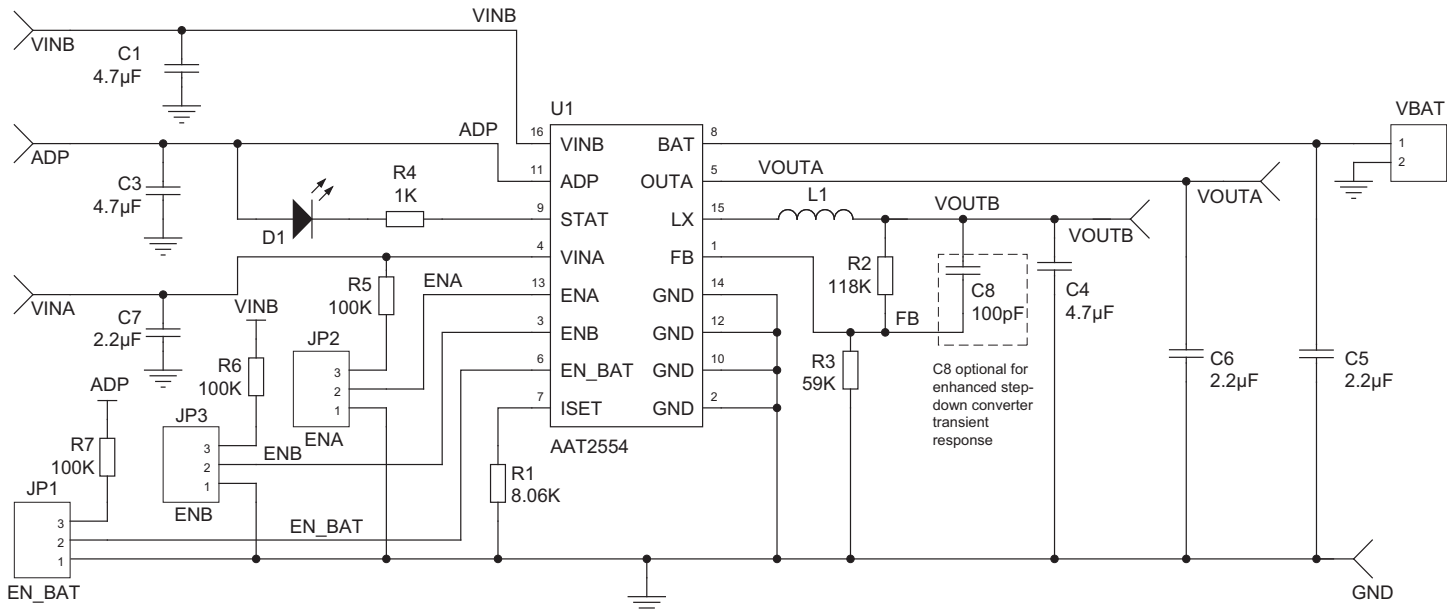 VINB
VINB
C1
4.7µF
U1
VBAT
1
2
ADP
ADP
C3
4.7µF
D1
R4
1K
16
11
9
4
13
3
6
7
VINB
ADP
STAT
VINA
ENA
ENB
EN_BAT
ISET
BAT
OUTA
LX
FB
GND
GND
GND
GND
8
5
15
1
14
12
10
2
AAT2554
VOUTA
VOUTA
L1
VOUTB
VOUTB
R2
118K
FB
C8
100pF
C4
4.7µF
C8 optional for
enhanced step-
down converter
transient
response
R3
59K
C6
2.2µF
C5
2.2µF
VINA
C7
2.2µF
VINB
R5
100K
ENA
R6
100K
JP2
3
2
1
ENA
ADP
R7
100K
JP3
3
2
1
ENB
ENB
JP1
3
2
1
EN_BAT
EN_BAT
R1
8.06K
GND